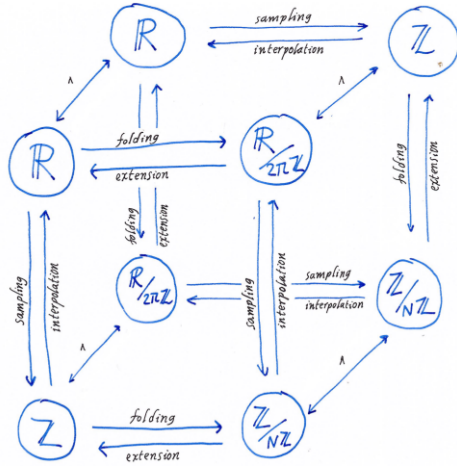 sampling
ℝ
ℤ
interpolation
∧
∧
folding
ℝ
ℝ/2πℤ
extension
folding
extension
folding
extension
ℝ/2πℤ
sampling
interpolation
ℤ/Nℤ
sampling
interpolation
sampling
interpolation
∧
∧
ℤ
folding
extension
ℤ/Nℤ